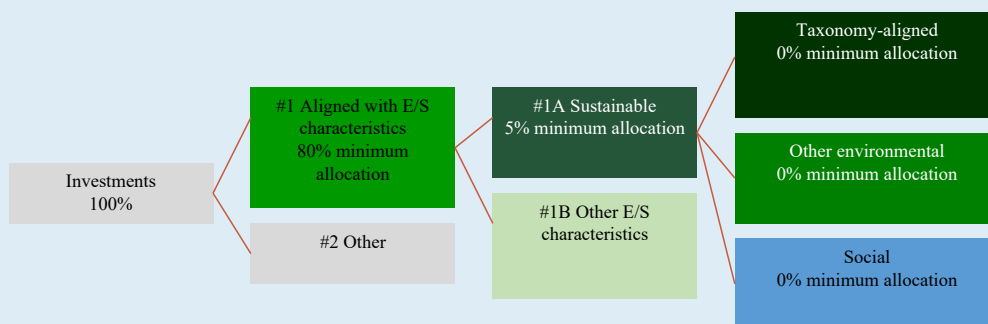 Investments
100%
#1 Aligned with E/S
characteristics
80% minimum
allocation
#2 Other
#1A Sustainable
5% minimum allocation
#1B Other E/S
characteristics
Taxonomy-aligned
0% minimum allocation
Other environmental
0% minimum allocation
Social
0% minimum allocation